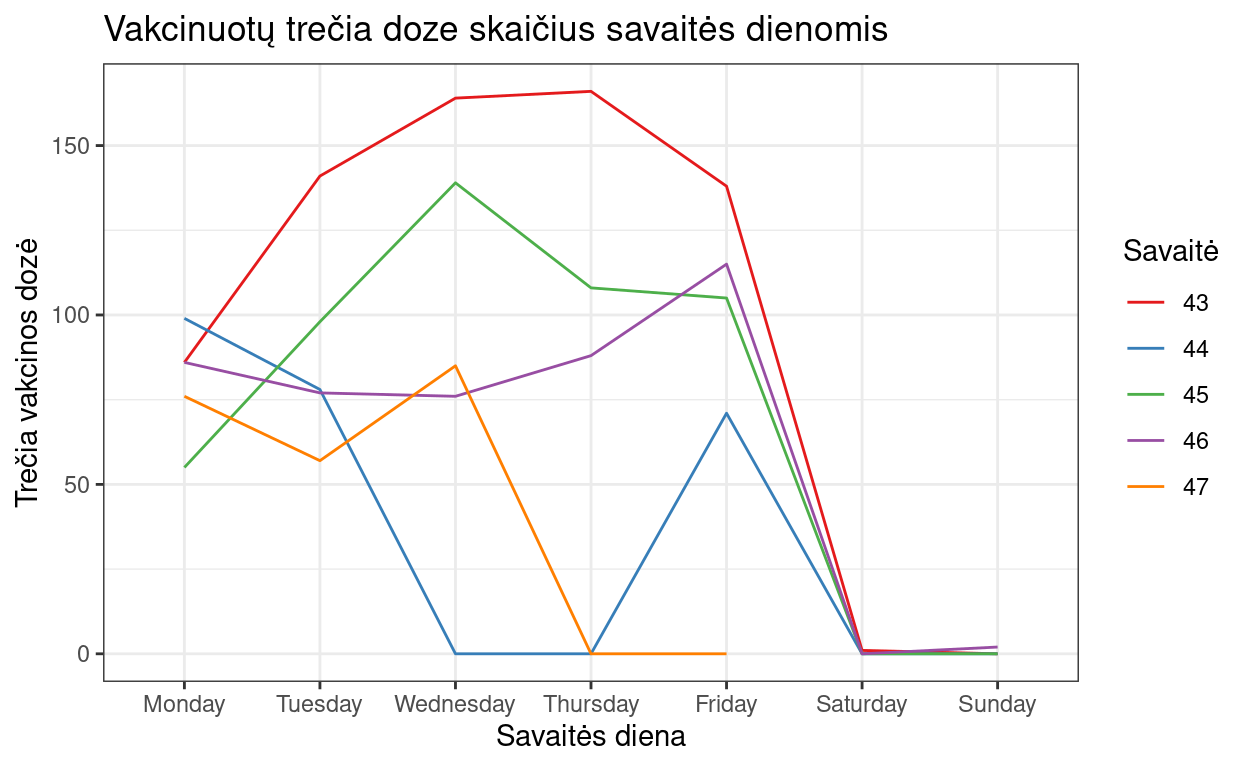 Vakcinuotų trečia doze skaičius savaitės dienomis
Trečia vakcinos dozė
150
100
50
0
Monday Tuesday Wednesday Thursday Friday Saturday Sunday
Savaitės diena
Savaitė
43
44
45
46
47